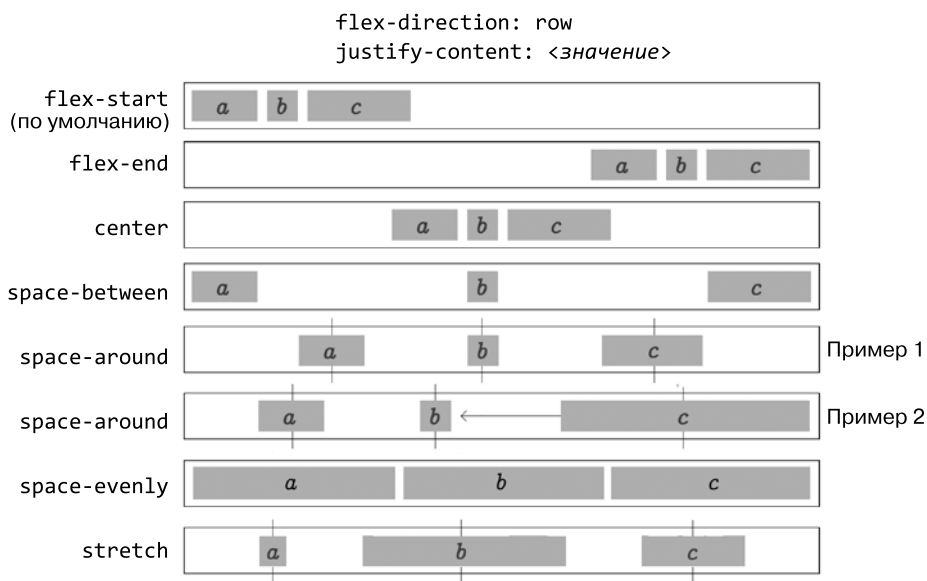 flex-direction: row
justify-content: <значение>
flex-start
(по умолчанию)
a b c
flex-end
a b c
center
a b c
space-between
a b c
space-around
a b c
Пример 1
space-around
a b c
Пример 2
space-evenly
a b c
stretch
a b c